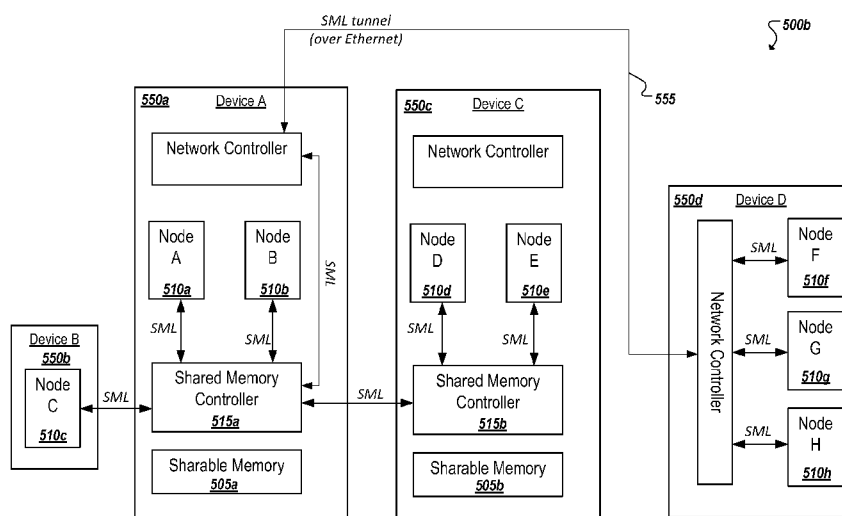 SML tunnel
(over Ethernet)
500b
555
550a Device A
Network Controller
SML
Node
A
510a
Node
B
510b
SML
SML
Shared Memory
Controller
515a
Sharable Memory
505a
Device B
550b
Node
C
510c
SML
SML
550c Device C
Network Controller
Node
D
510d
Node
E
510e
SML
SML
Shared Memory
Controller
515b
Sharable Memory
505b
550d Device D
Network Controller
SML
Node
F
510f
SML
Node
G
510g
SML
Node
H
510h